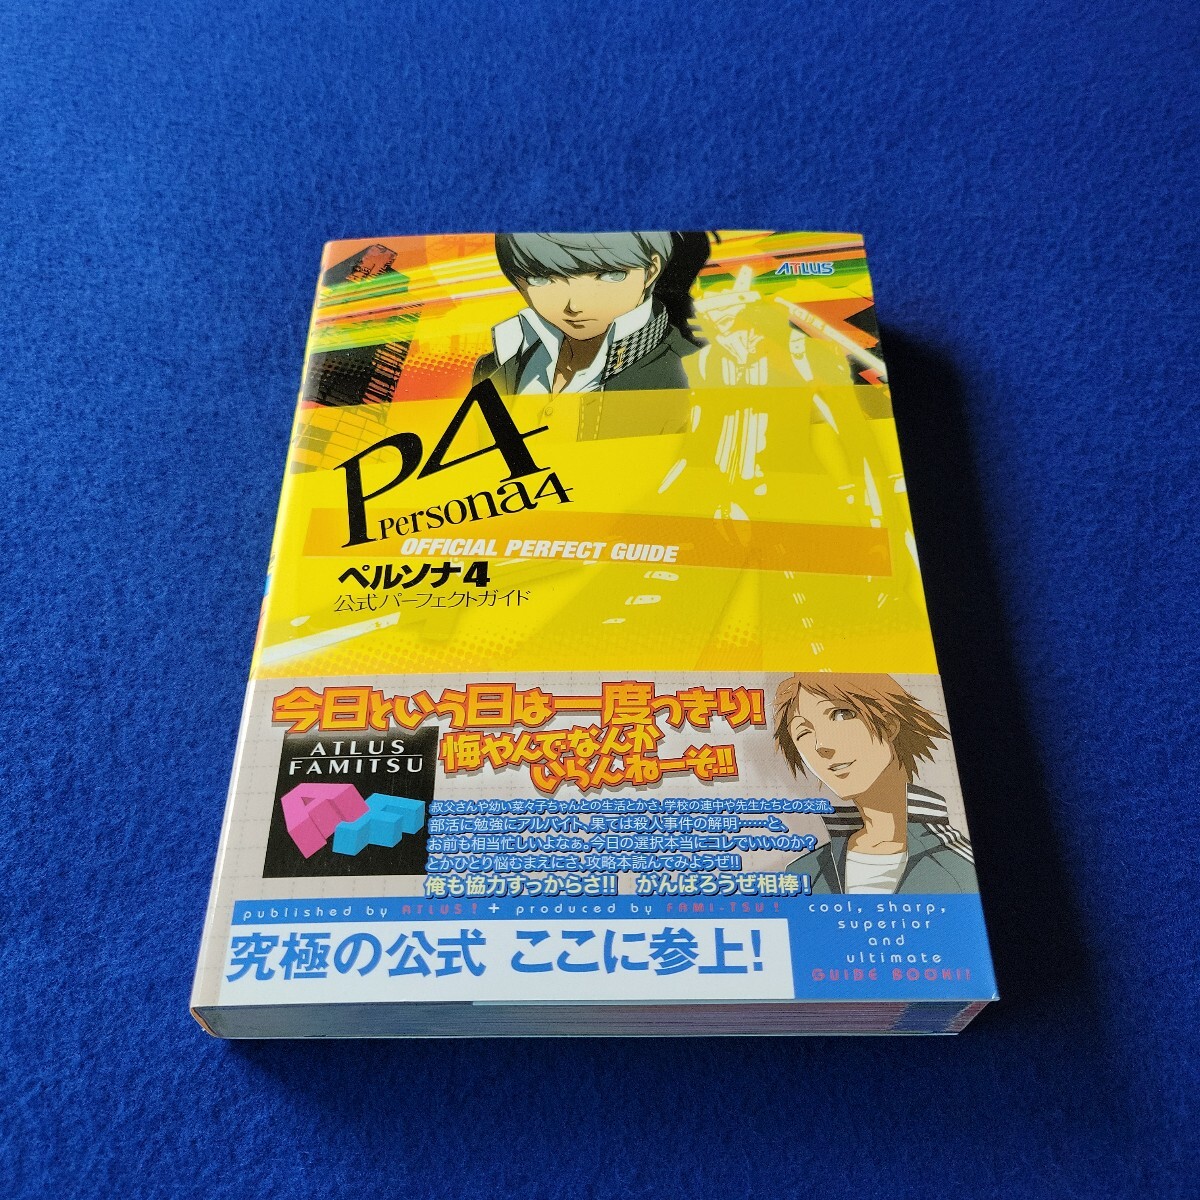 ATLUS
P4
Persona4
OFFICIAL PERFECT GUIDE
ペルソナ4
公式パーフェクトガイド
今日という日は一度っきり!
悔やんでなんか
いらんねーぞ!!
ATLUS
FAMITSU
AF
叔父さんや幼い菜々子ちゃんとの生活とかさ、学校の連中や先生たちとの交流、
部活に勉強にアルバイト、果ては殺人事件の解明……と、
お前も相当忙しいよなぁ。今日の選択本当にコレでいいのか?
とかひとり悩むまえにさ、攻略本読んでみようぜ!!
俺も協力すっからさ!! がんばろうぜ相棒!
published by ATLUS! + produced by FAMI-TSU!
究極の公式 ここに参上!
cool, sharp,
superior
and
ultimate
GUIDE BOOK!!